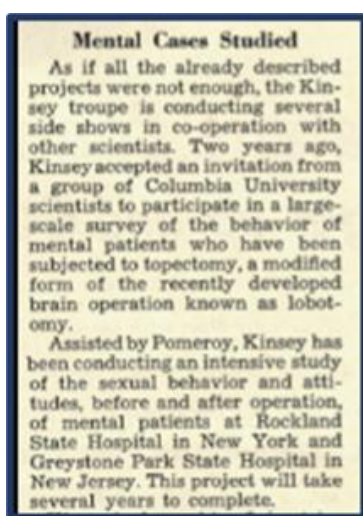 Mental Cases Studied
As if all the already described
projects were not enough, the Kin-
sey troupe is conducting several
side shows in co-operation with
other scientists. Two years ago,
Kinsey accepted an invitation from
a group of Columbia University
scientists to participate in a large-
scale survey of the behavior of
mental patients who have been
subjected to topectomy, a modified
form of the recently developed
brain operation known as lobot-
omy.
Assisted by Pomeroy, Kinsey has
been conducting an intensive study
of the sexual behavior and atti-
tudes, before and after operation,
of mental patients at Rockland
State Hospital in New York and
Greystone Park State Hospital in
New Jersey. This project will take
several years to complete.